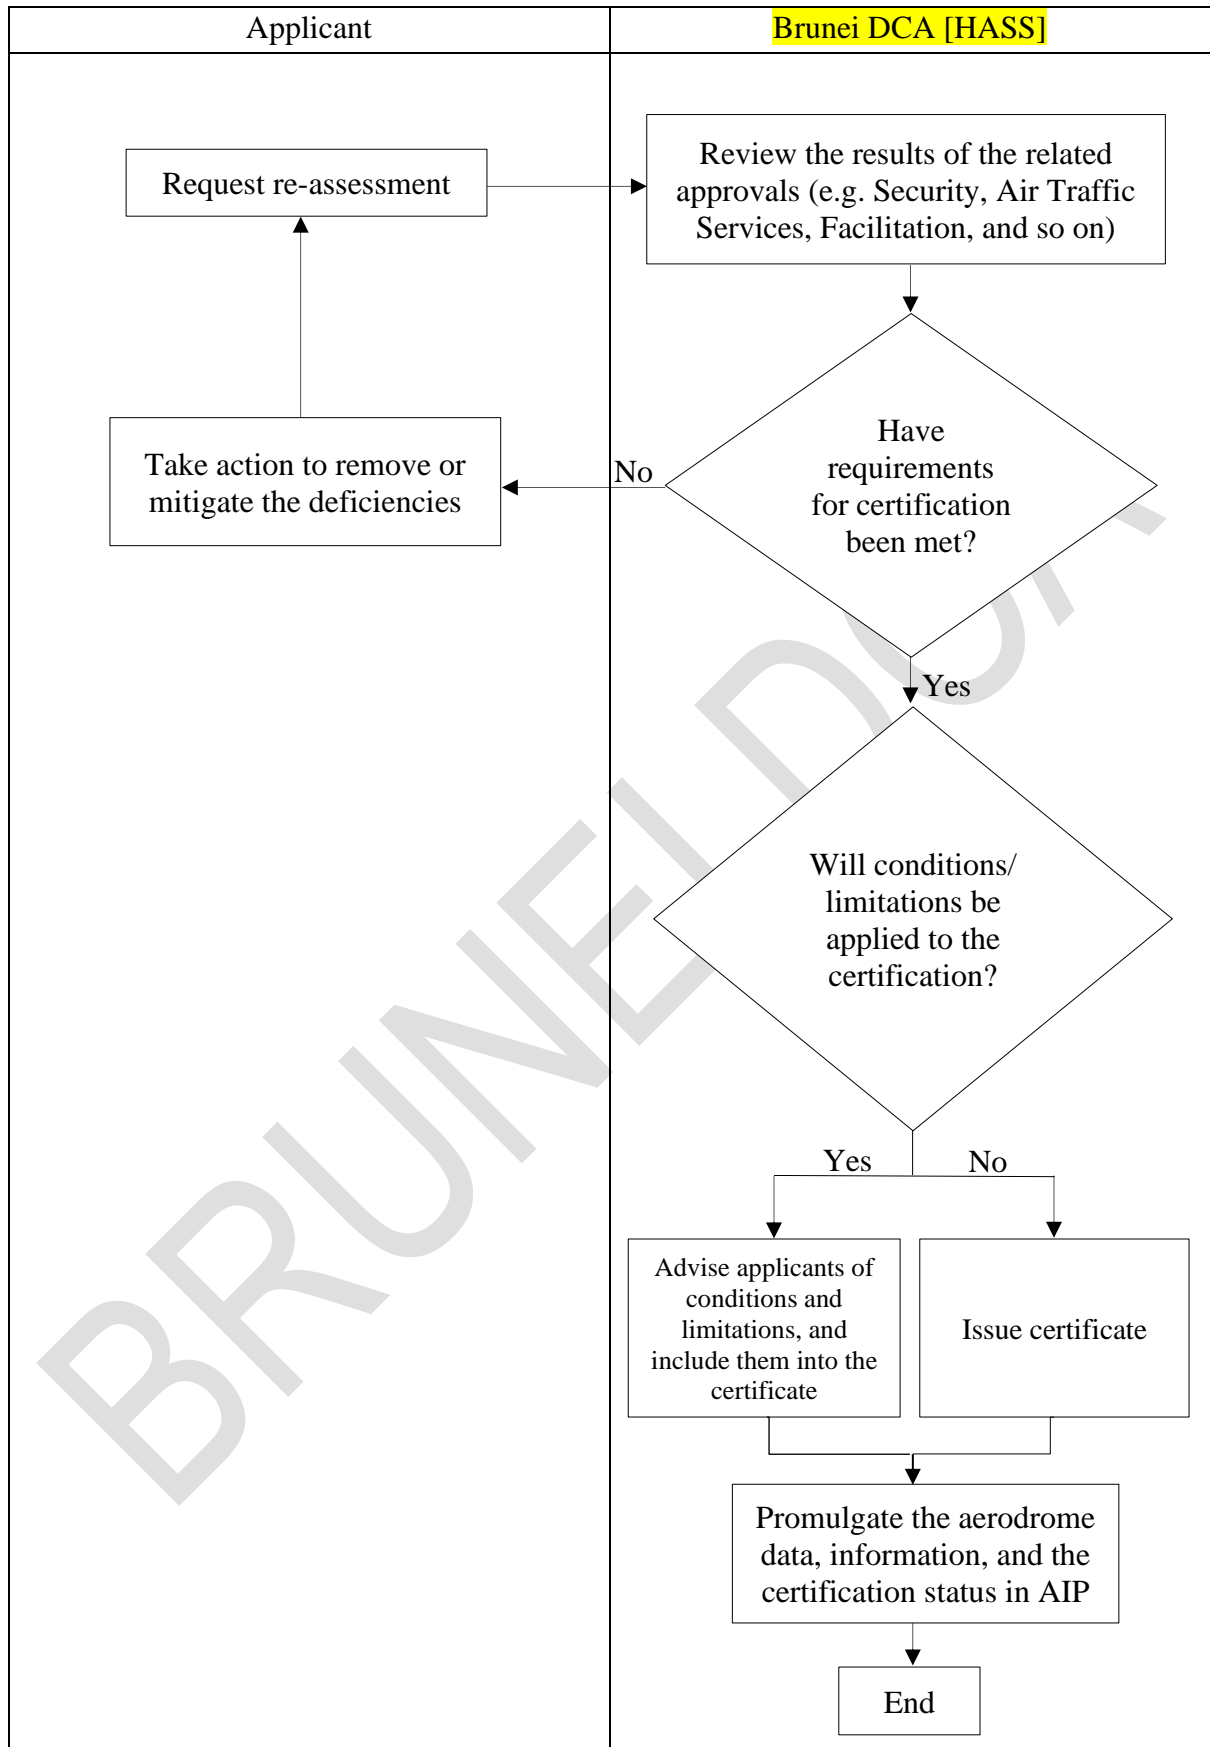 Applicant
Brunei DCA [HASS]
Request re-assessment
Review the results of the related
approvals (e.g. Security, Air Traffic
Services, Facilitation, and so on)
Take action to remove or
mitigate the deficiencies
No
Have
requirements
for certification
been met?
Yes
Will conditions/
limitations be
applied to the
certification?
Yes
No
Advise applicants of
conditions and
limitations, and
include them into the
certificate
Issue certificate
Promulgate the aerodrome
data, information, and the
certification status in AIP
End
BRUNEI DCA